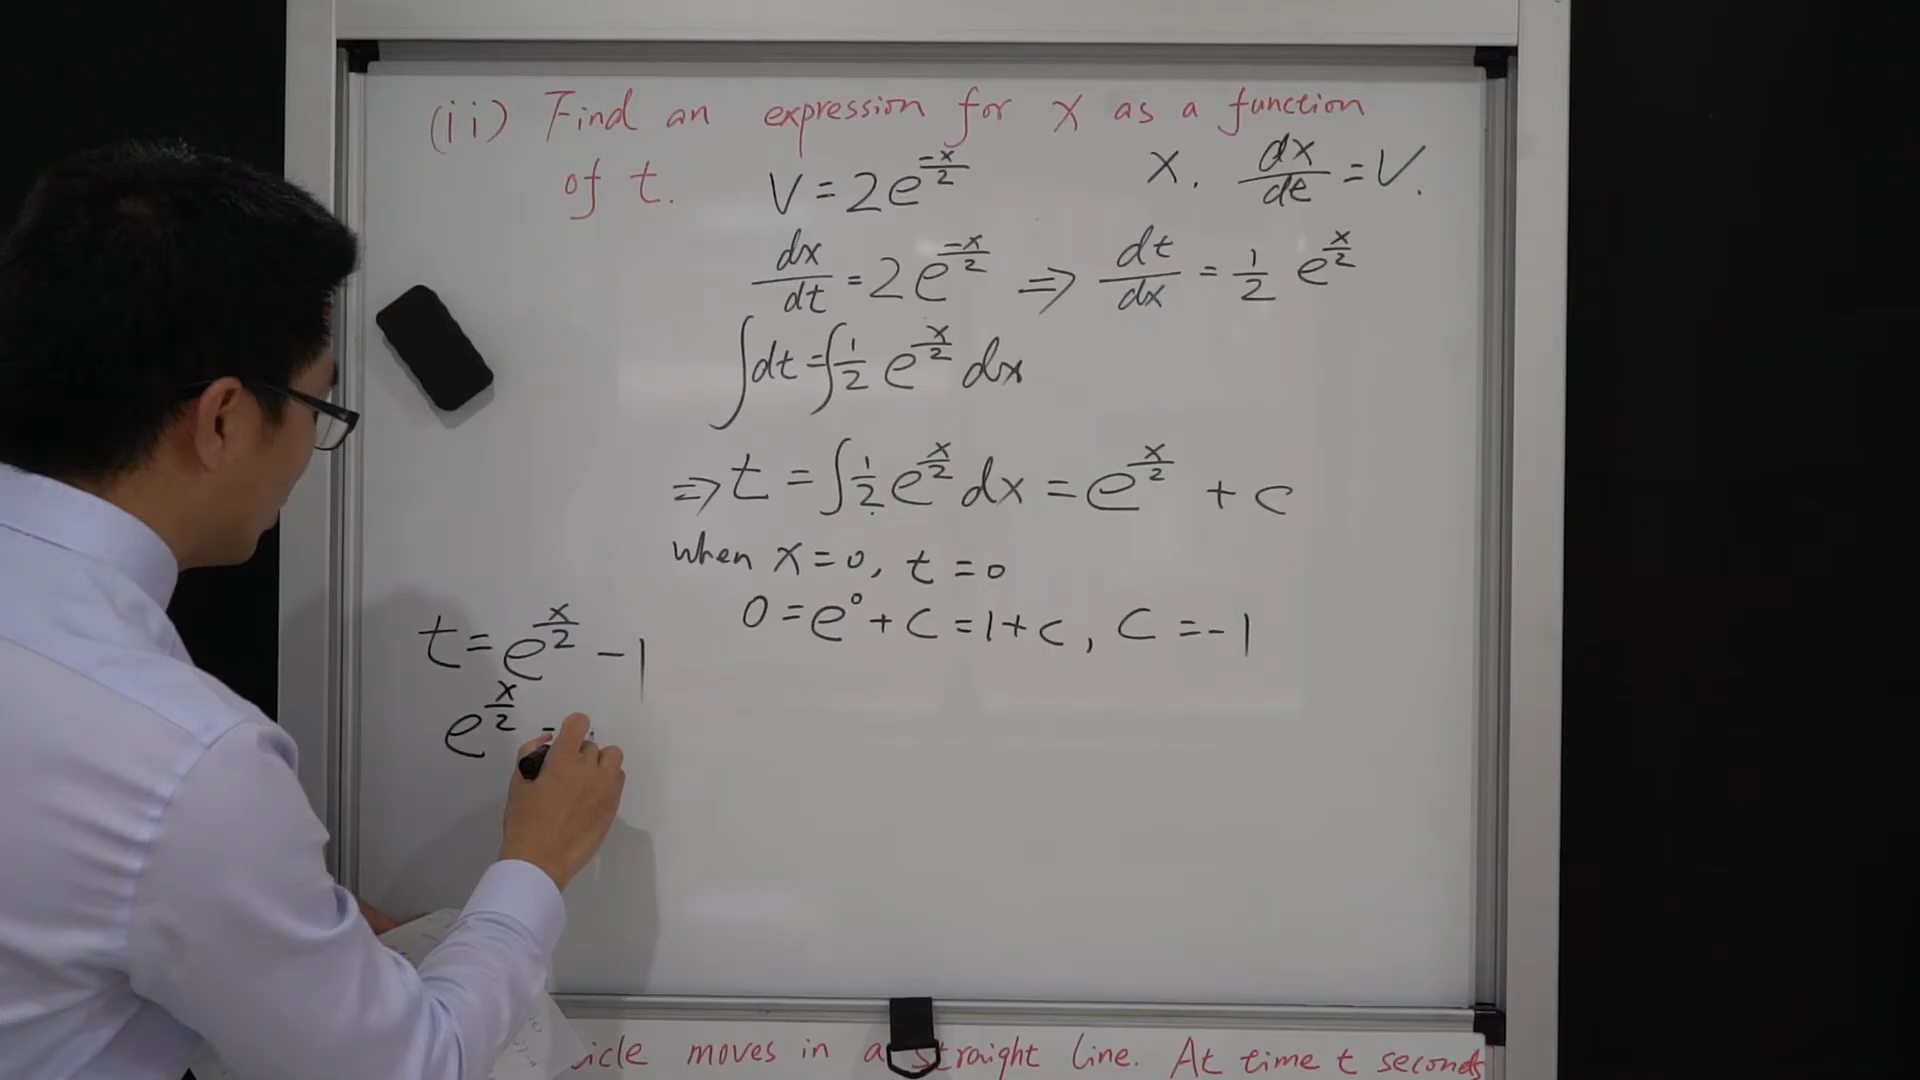 (ii) Find an expression for x as a function
of t. V = 2e^{-x/2} x. dx/dt = V.
dx/dt = 2e^{-x/2} ⇒ dt/dx = 1/2 e^{x/2}
∫dt = ∫1/2 e^{x/2} dx
⇒ t = ∫1/2 e^{x/2} dx = e^{x/2} + c
when x = 0, t = 0
0 = e^0 + c = 1 + c, c = -1
t = e^{x/2} - 1
e^{x/2} =
moves in a straight line. At time t seconds